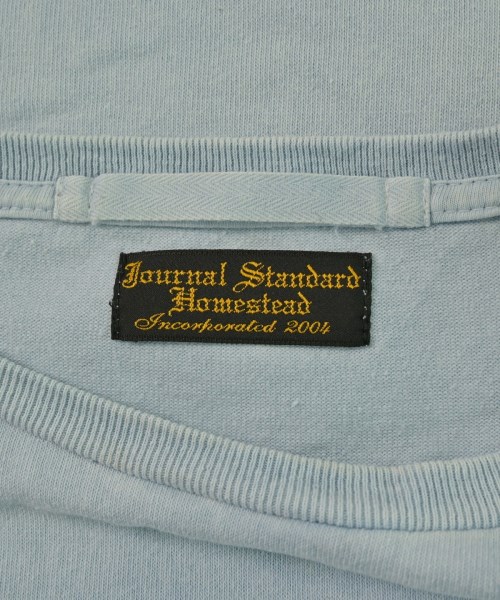 Journal Standard
Homestead
Incorporated 2004